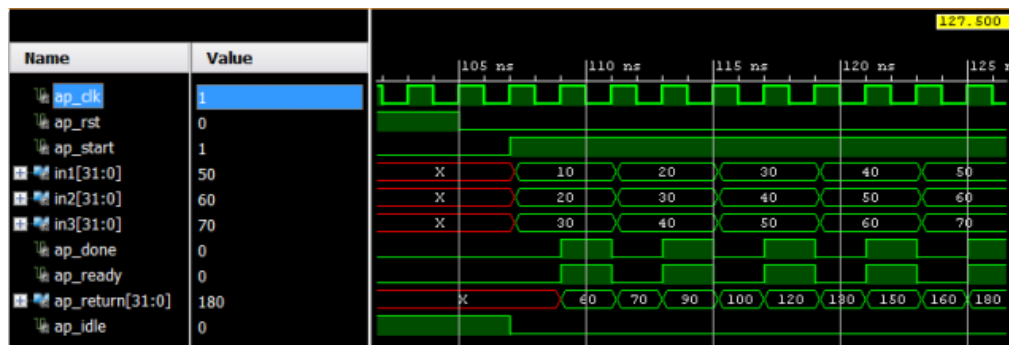 127.500
Name Value
105 ns 110 ns 115 ns 120 ns 125
ap_clk 1
ap_rst 0
ap_start 1
in1[31:0] 50 X 10 20 30 40 50
in2[31:0] 60 X 20 30 40 50 60
in3[31:0] 70 X 30 40 50 60 70
ap_done 0
ap_ready 0
ap_return[31:0] 180 X 60 70 90 100 120 130 150 160 180
ap_idle 0